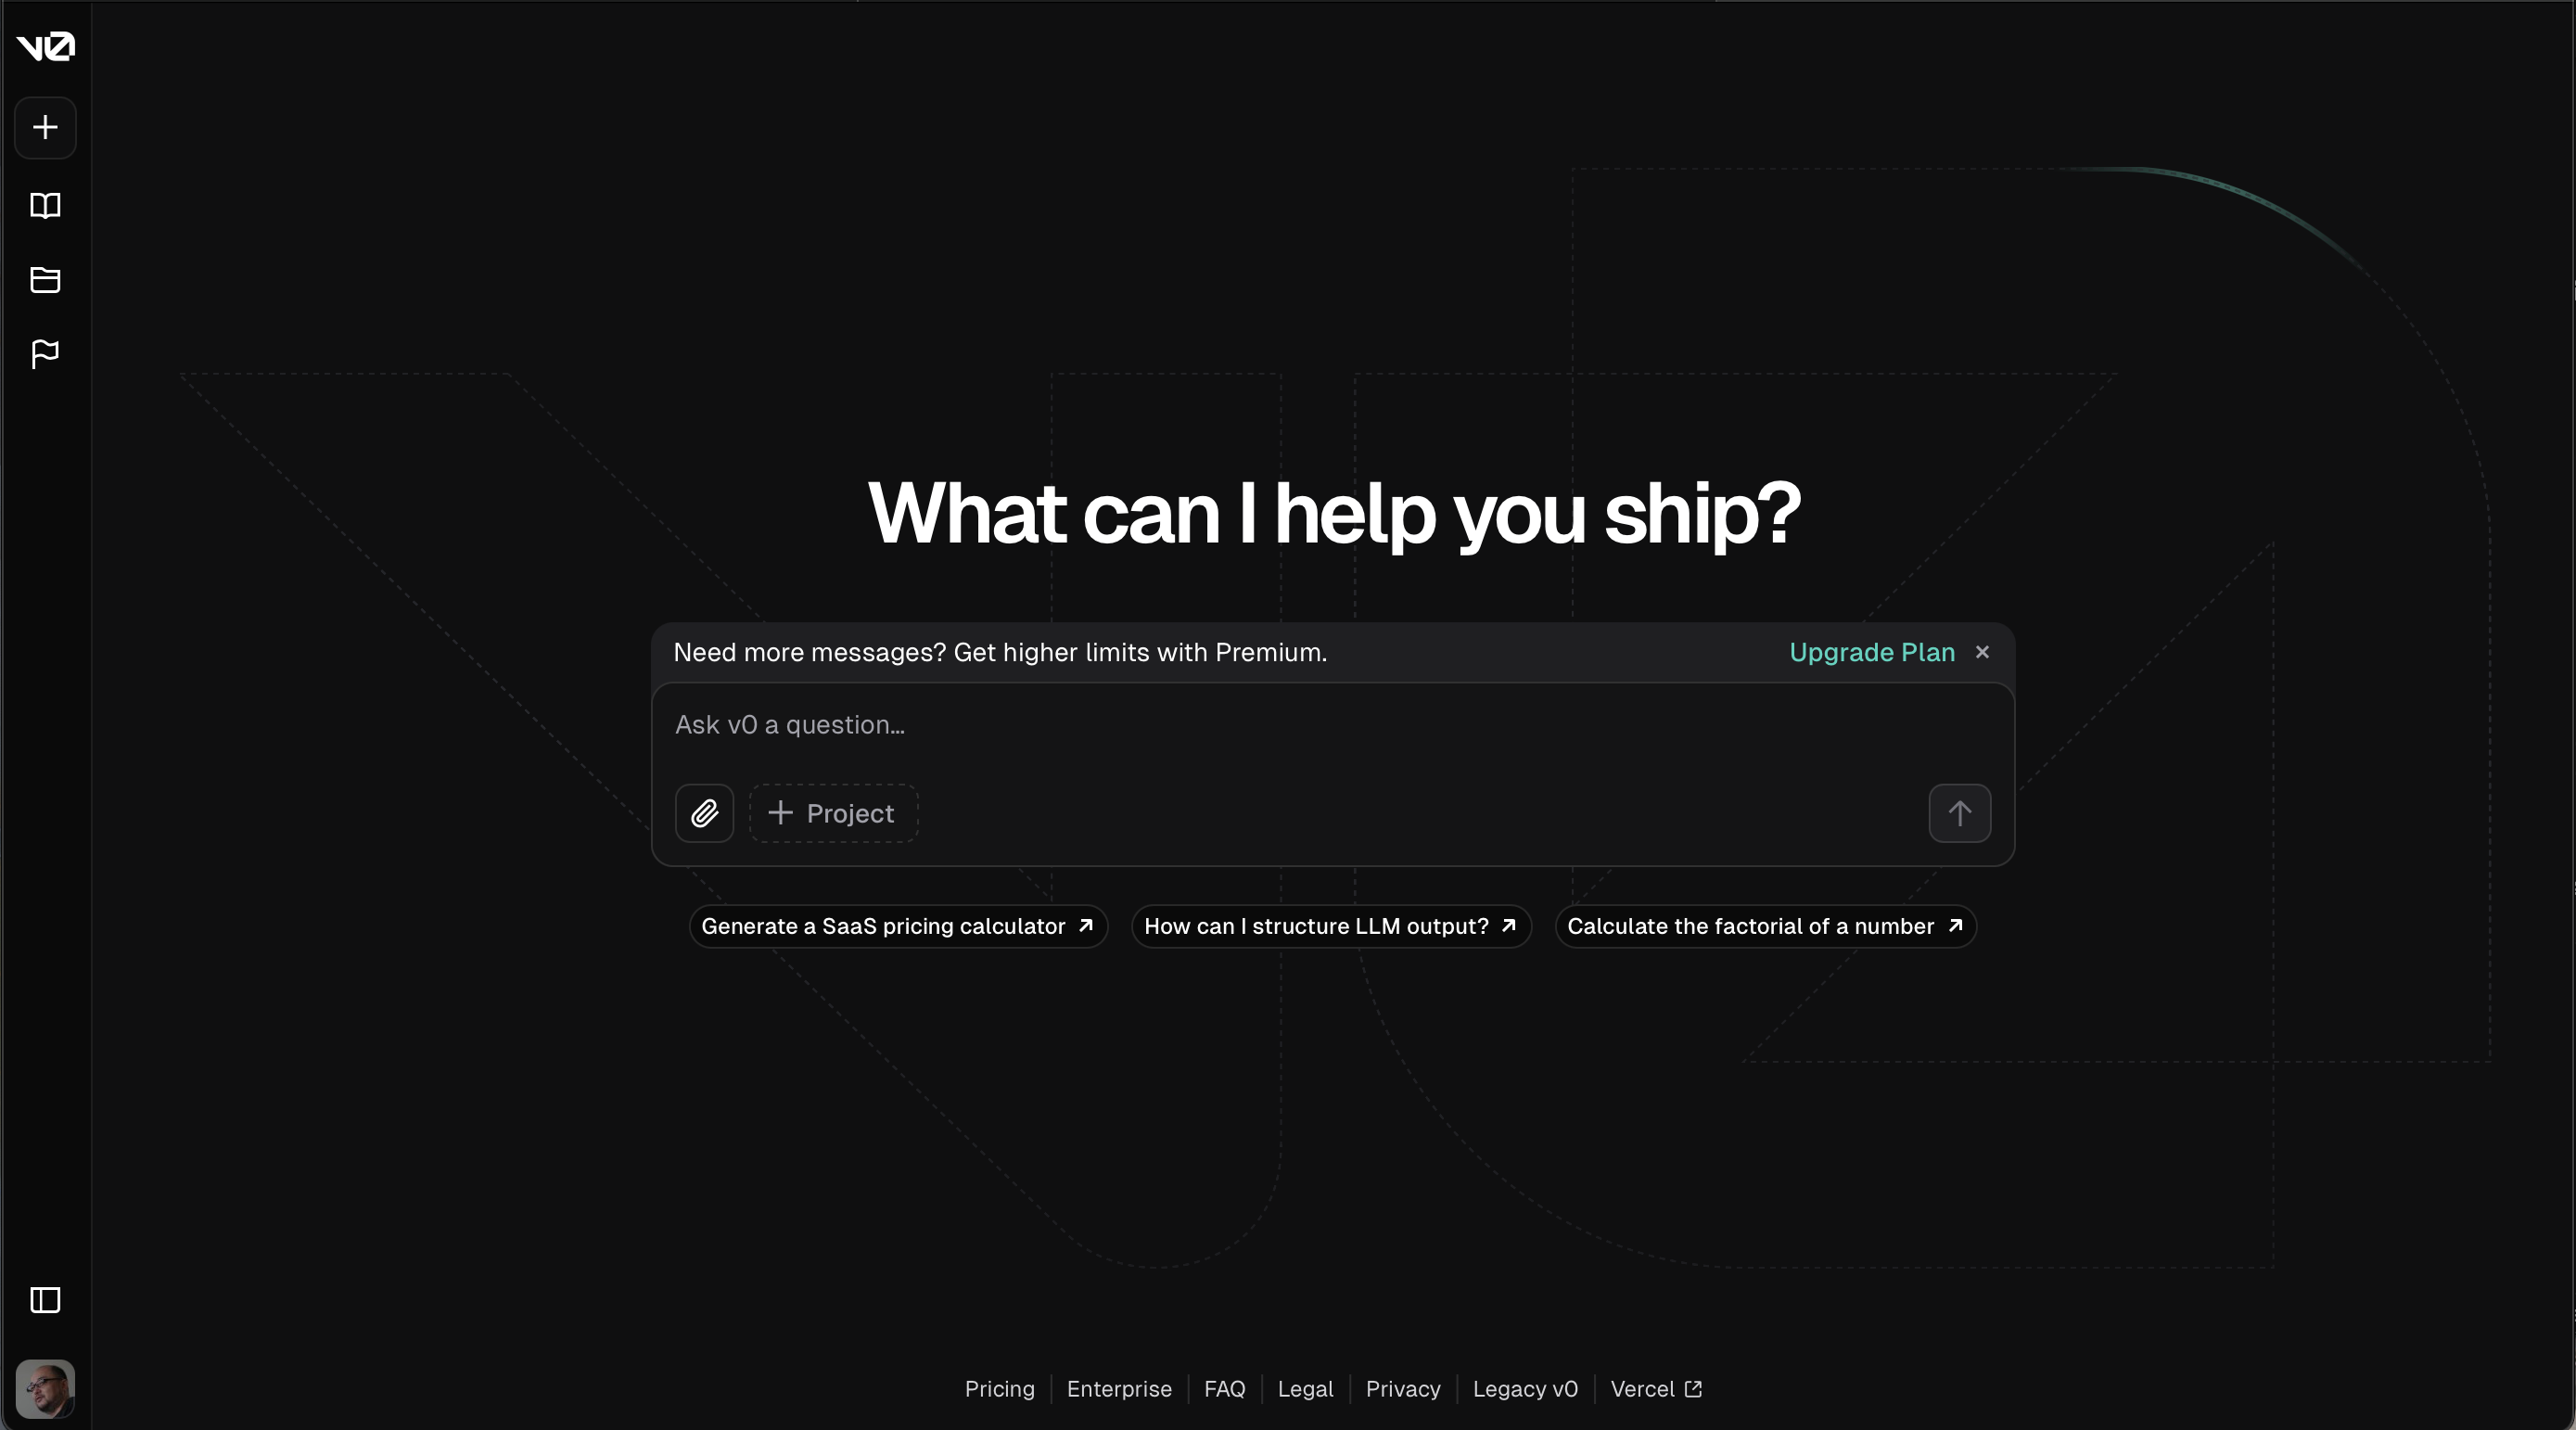 v0
What can I help you ship?
Need more messages? Get higher limits with Premium.
Upgrade Plan
Ask v0 a question...
Project
Generate a SaaS pricing calculator
How can I structure LLM output?
Calculate the factorial of a number
Pricing
Enterprise
FAQ
Legal
Privacy
Legacy v0
Vercel